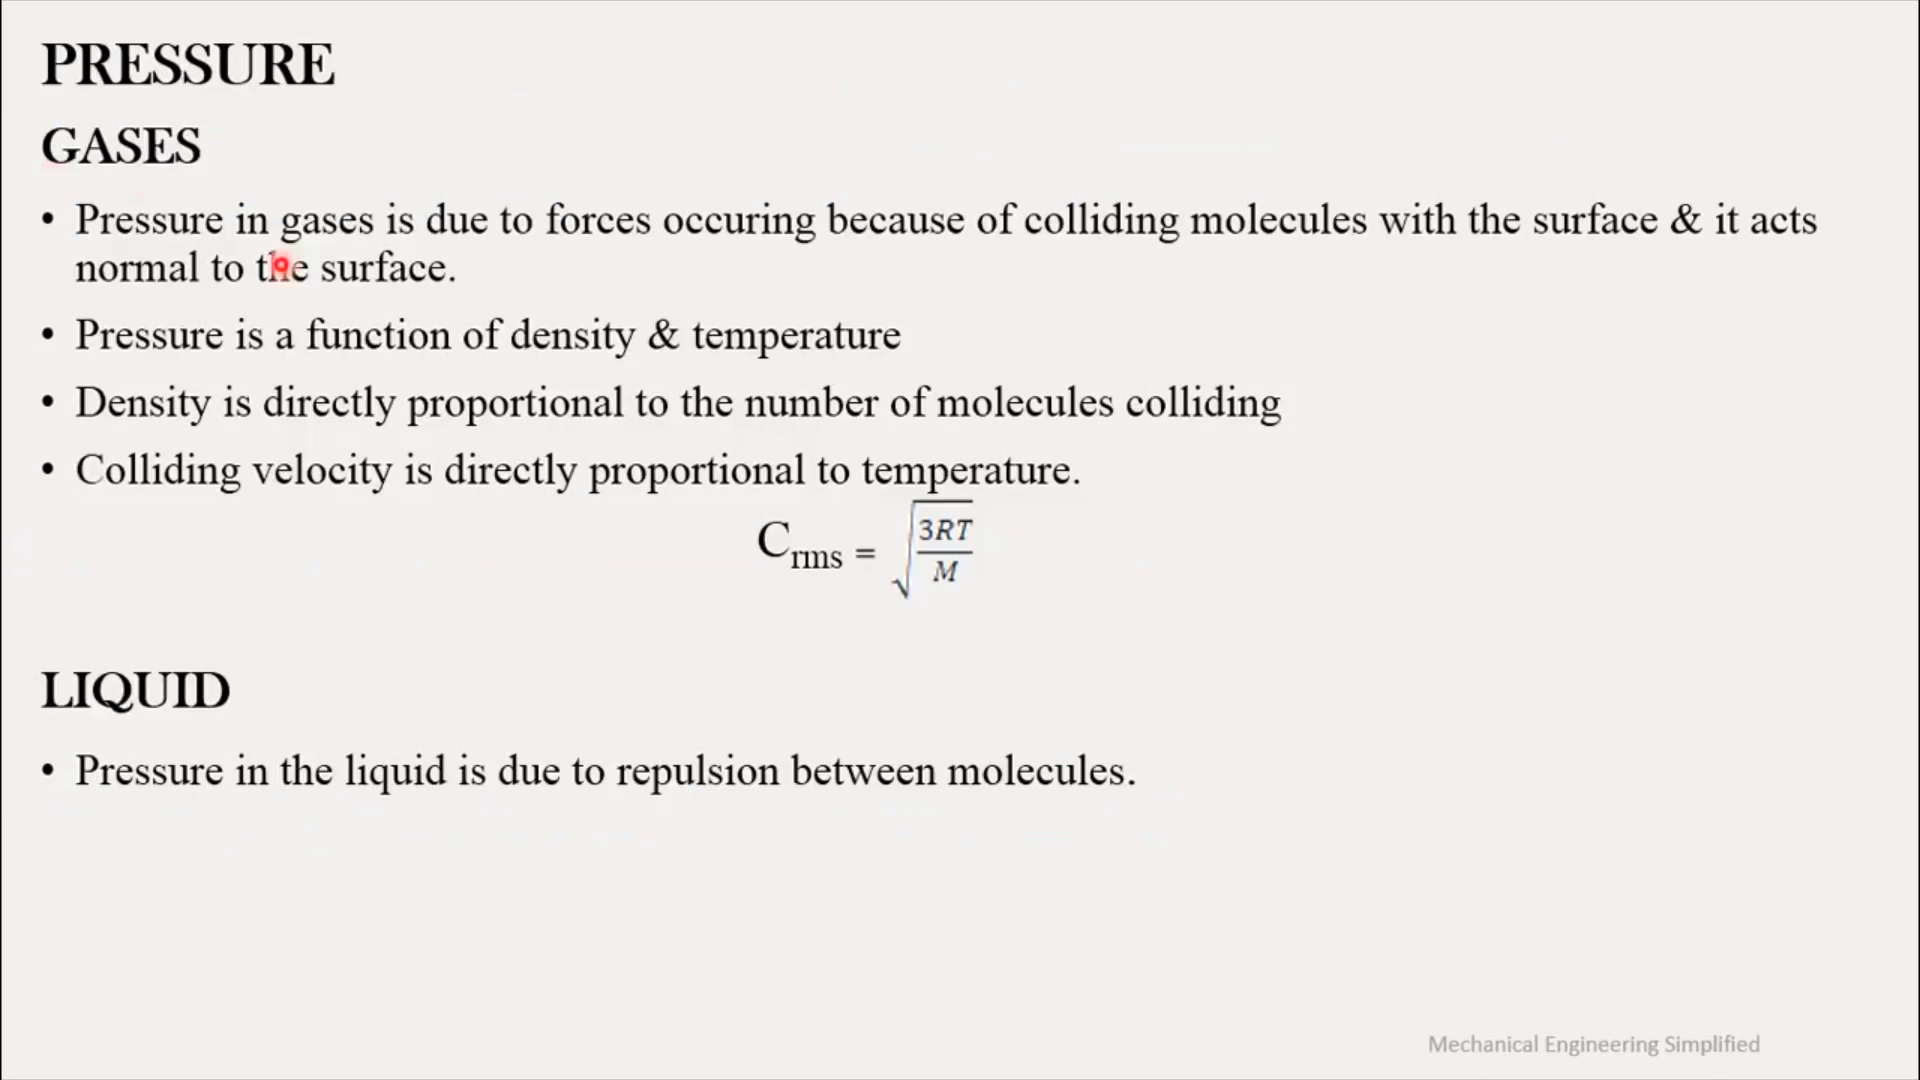 PRESSURE
GASES
• Pressure in gases is due to forces occuring because of colliding molecules with the surface & it acts
normal to the surface.
• Pressure is a function of density & temperature
• Density is directly proportional to the number of molecules colliding
• Colliding velocity is directly proportional to temperature.
C_rms = √(3RT/M)
LIQUID
• Pressure in the liquid is due to repulsion between molecules.
Mechanical Engineering Simplified